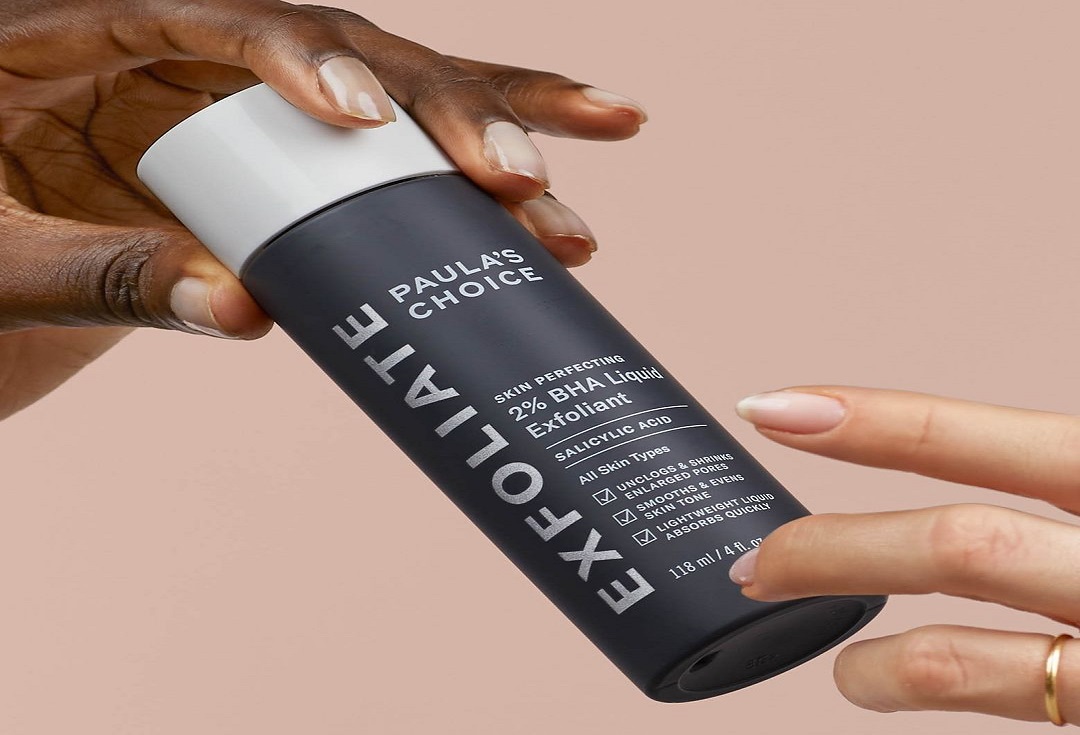 PAULA'S
CHOICE
EXFOLIATE
SKIN PERFECTING
2% BHA Liquid
Exfoliant
SALICYLIC ACID
All Skin Types
UNCLOGS & SHRINKS
ENLARGED PORES
SMOOTHS & EVENS
SKIN TONE
LIGHTWEIGHT LIQUID
ABSORBS QUICKLY
118 ml / 4 fl. oz